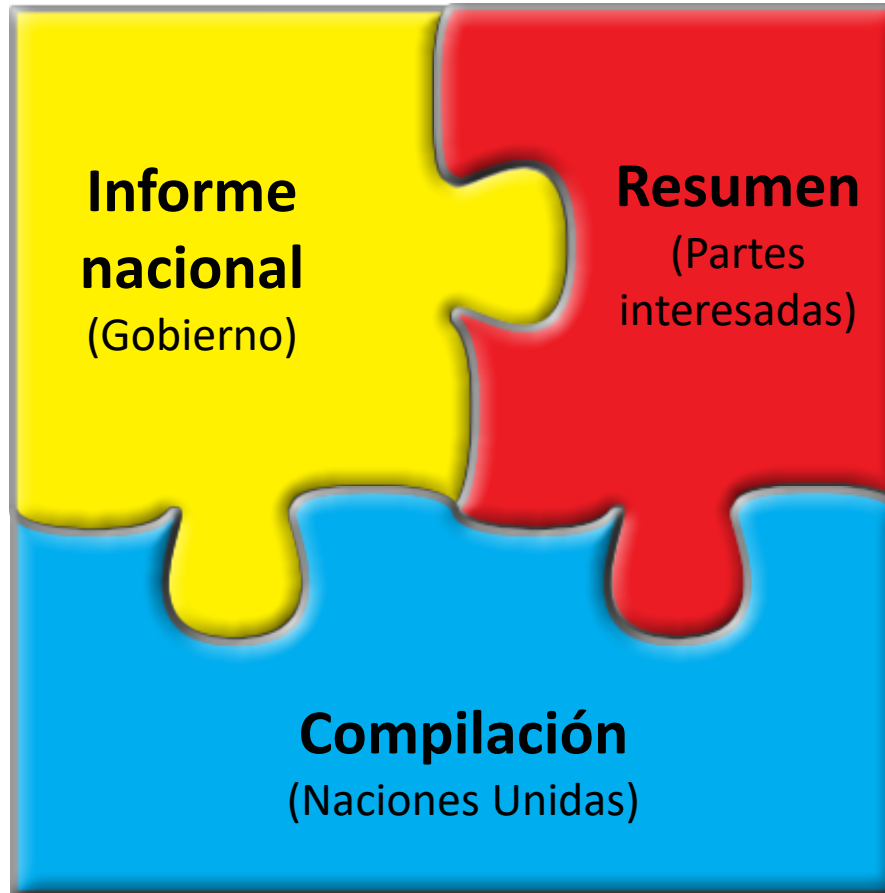 Informe
nacional
(Gobierno)
Resumen
(Partes
interesadas)
Compilación
(Naciones Unidas)